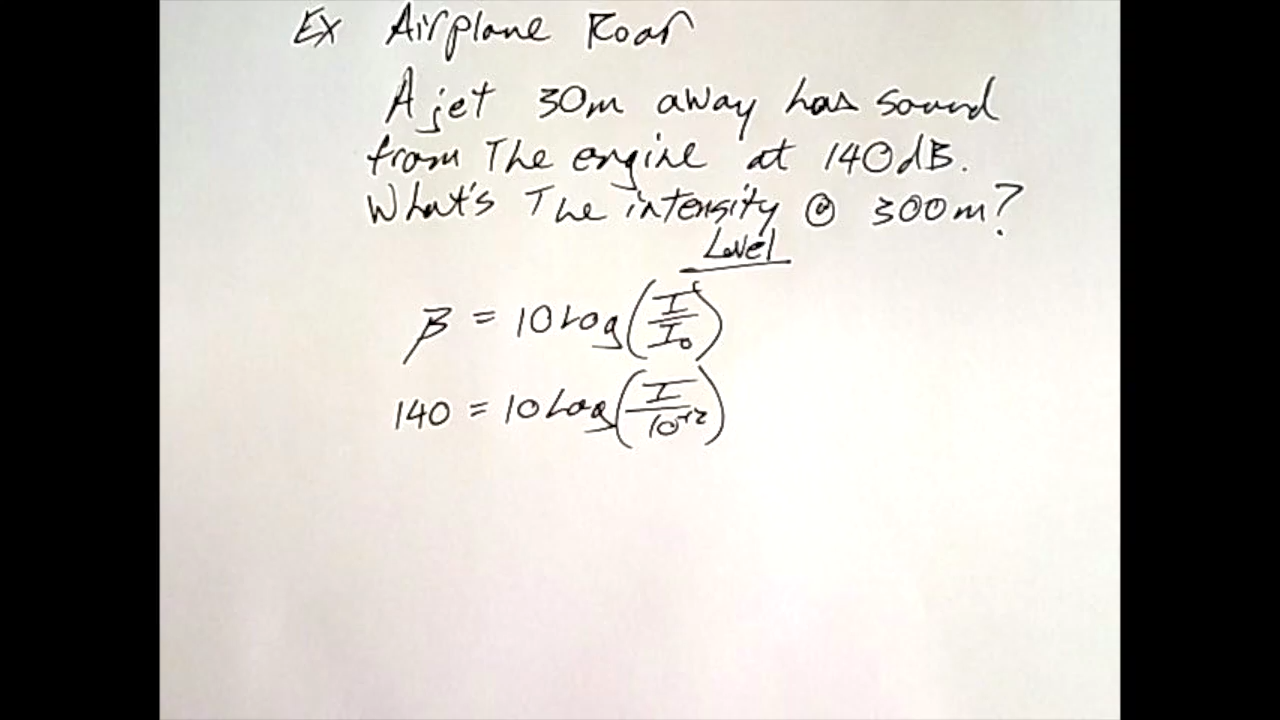 Ex Airplane Roar
A jet 30m away has sound
from The engine at 140dB.
What's The intensity @ 300m?
Level
β = 10 Log(I/I₀)
140 = 10 Log(I/10⁻¹²)